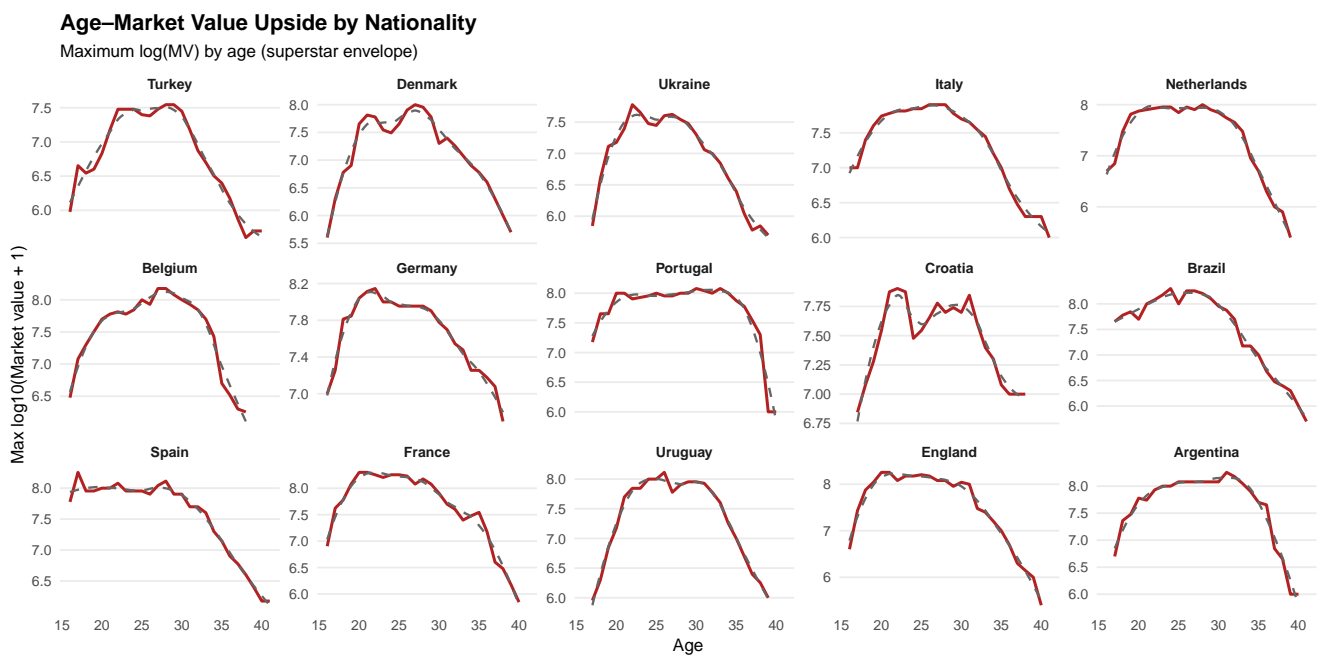 Age–Market Value Upside by Nationality
Maximum log(MV) by age (superstar envelope)
Max log10(Market value + 1)
Turkey
7.5
7.0
6.5
6.0
Denmark
8.0
7.5
7.0
6.5
6.0
5.5
Ukraine
7.5
7.0
6.5
6.0
Italy
7.5
7.0
6.5
6.0
Netherlands
8
7
6
Belgium
8.0
7.5
7.0
6.5
Germany
8.2
7.8
7.4
7.0
Portugal
8.0
7.5
7.0
6.5
6.0
Croatia
7.75
7.50
7.25
7.00
6.75
Brazil
8.0
7.5
7.0
6.5
6.0
Spain
8.0
7.5
7.0
6.5
15 20 25 30 35 40
France
8.0
7.5
7.0
6.5
6.0
15 20 25 30 35 40
Uruguay
8.0
7.5
7.0
6.5
6.0
15 20 25 30 35 40
England
8
7
6
15 20 25 30 35 40
Argentina
8.0
7.5
7.0
6.5
6.0
15 20 25 30 35 40
Age